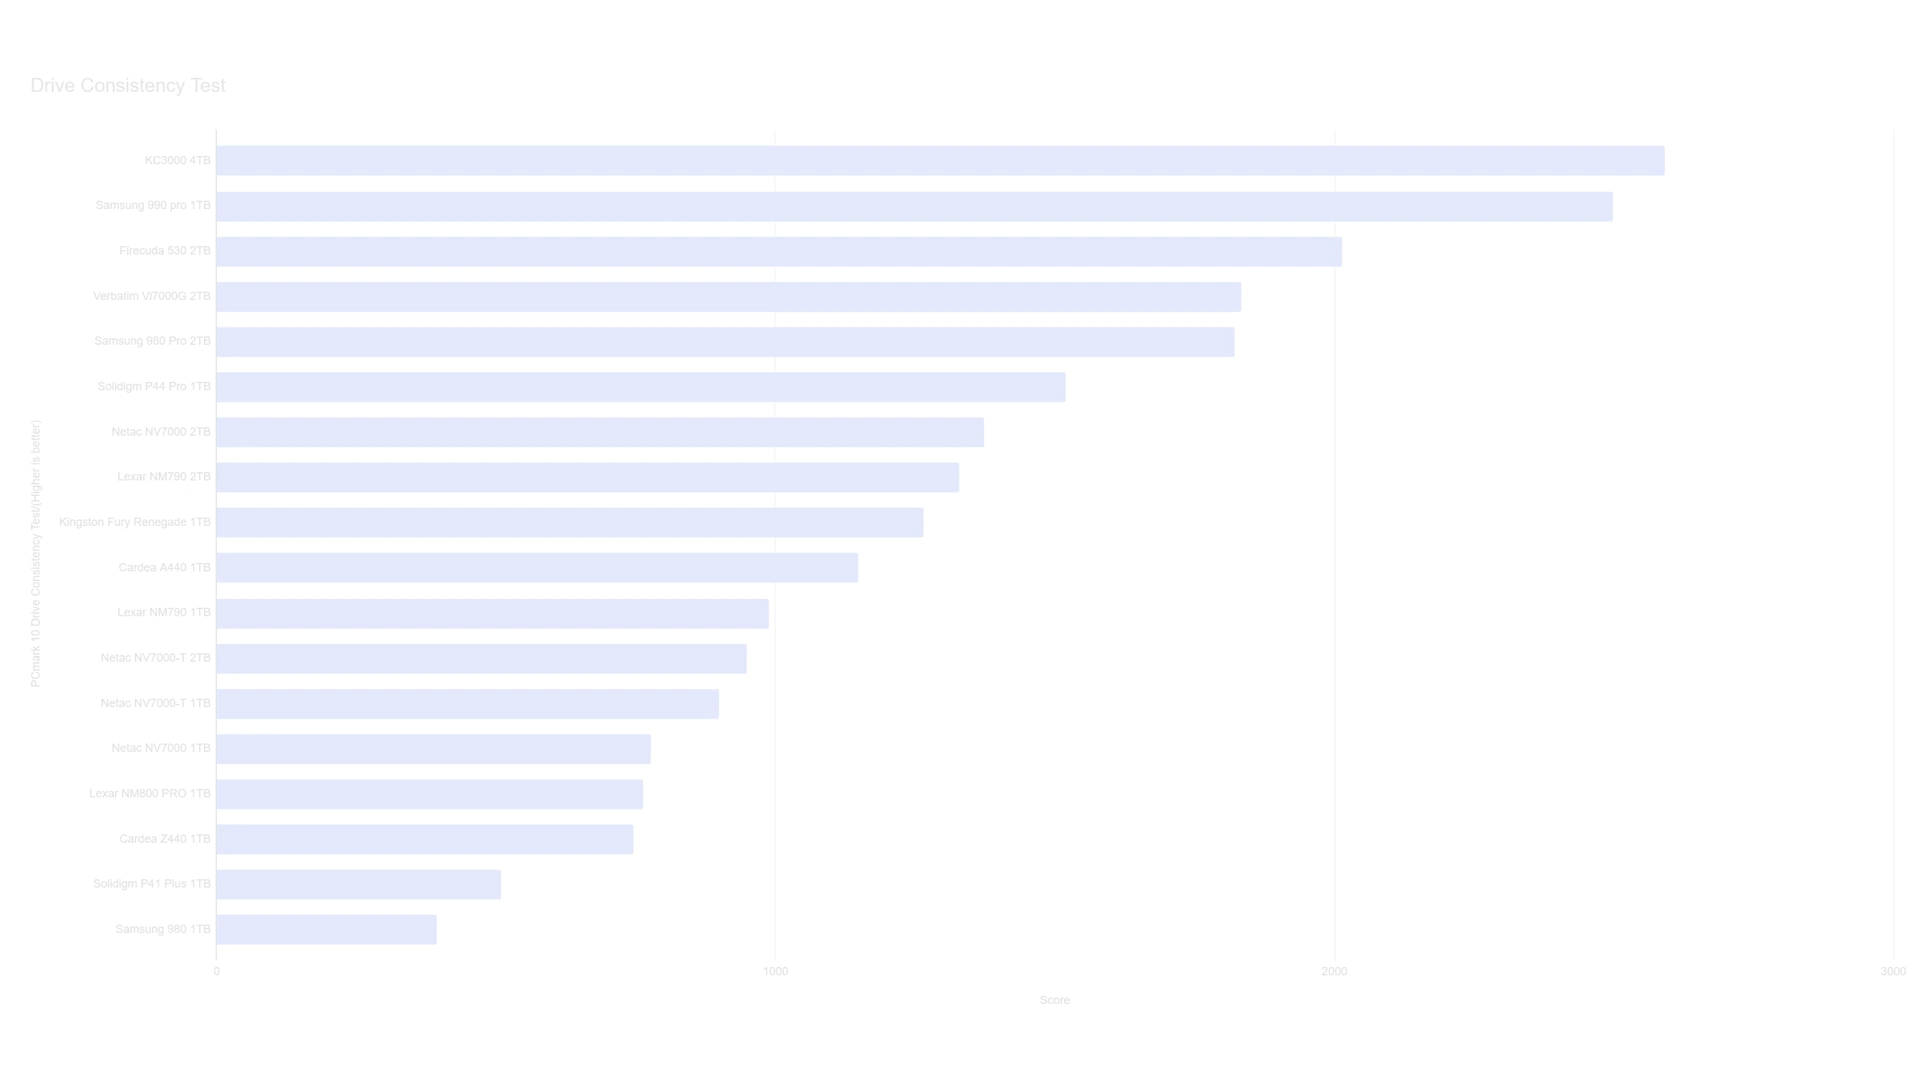 Drive Consistency Test
KC3000 4TB
Samsung 990 pro 1TB
Firecuda 530 2TB
Verbatim Vi7000G 2TB
Samsung 980 Pro 2TB
Solidigm P44 Pro 1TB
Netac NV7000 2TB
Lexar NM790 2TB
Kingston Fury Renegade 1TB
Cardea A440 1TB
Lexar NM790 1TB
Netac NV7000-T 2TB
Netac NV7000-T 1TB
Netac NV7000 1TB
Lexar NM800 PRO 1TB
Cardea Z440 1TB
Solidigm P41 Plus 1TB
Samsung 980 1TB
PCmark 10 Drive Consistency Test/(Higher is better)
0 1000 2000 3000
Score